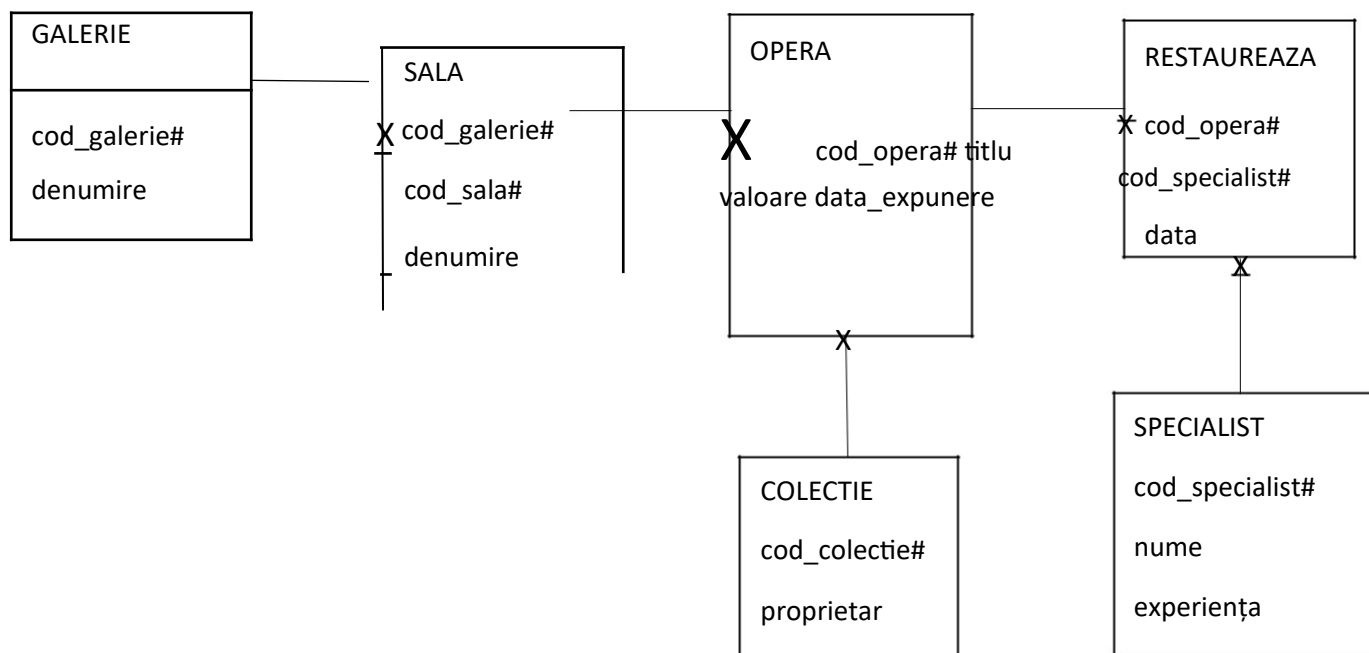 GALERIE
cod_galerie#
denumire
SALA
X cod_galerie#
cod_sala#
denumire
OPERA
X cod_opera# titlu
valoare data_expunere
X
RESTAUREAZA
x cod_opera#
cod_specialist#
data
X
COLECTIE
cod_colectie#
proprietar
SPECIALIST
cod_specialist#
nume
experiența